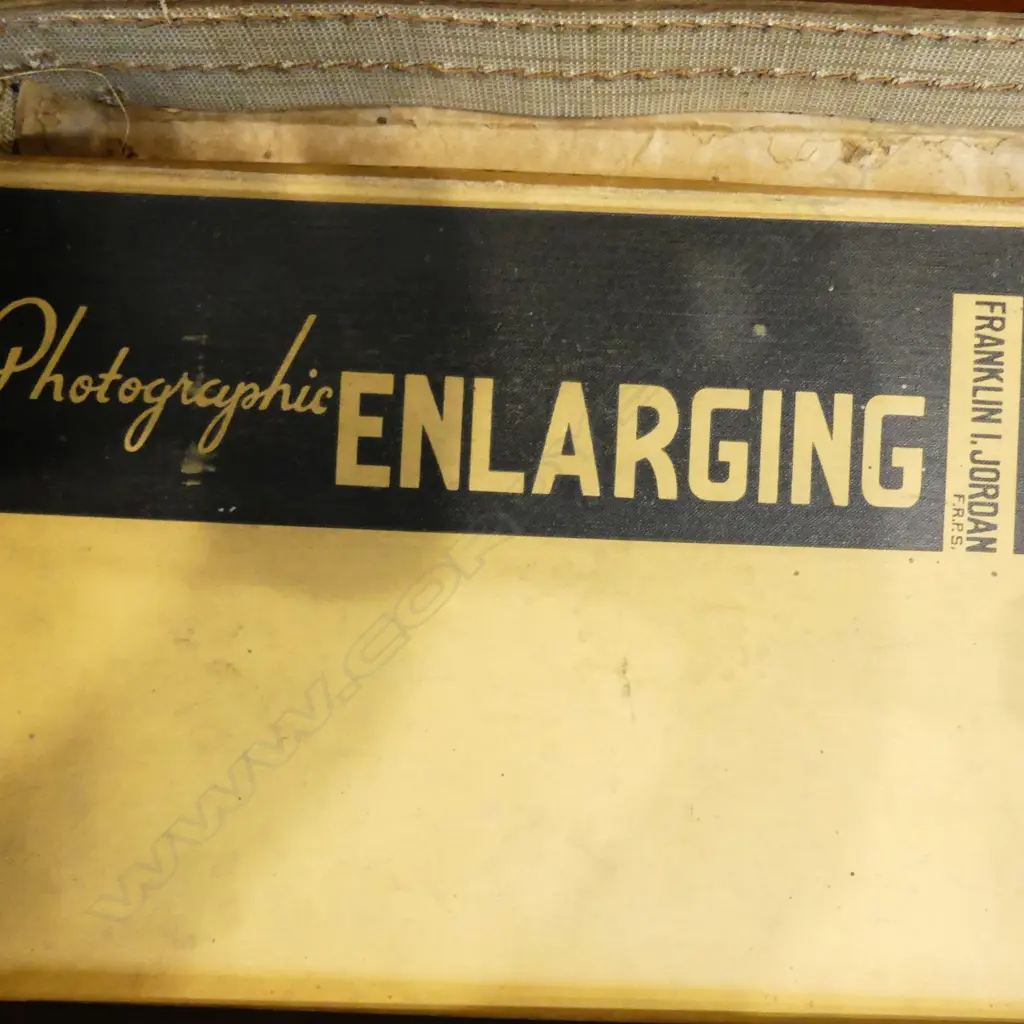 Photographic ENLARGING
FRANKLIN I. JORDAN
F.R.P.S.